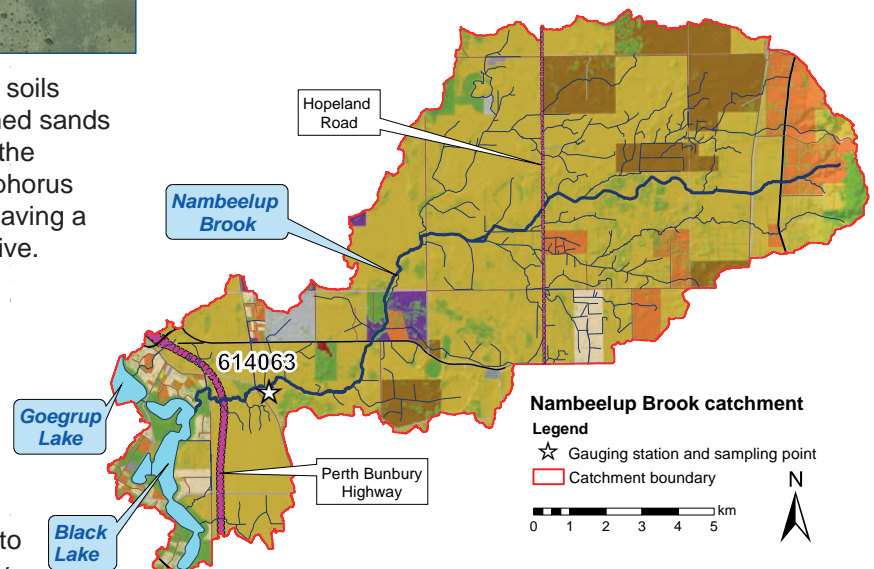 soils
ned sands
the
phorus
aving a
ive.
to
Hopeland
Road
Nambeelup
Brook
614063
Goegrup
Lake
Black
Lake
Perth Bunbury
Highway
Nambeelup Brook catchment
Legend
Gauging station and sampling point
Catchment boundary
N
km
0 1 2 3 4 5